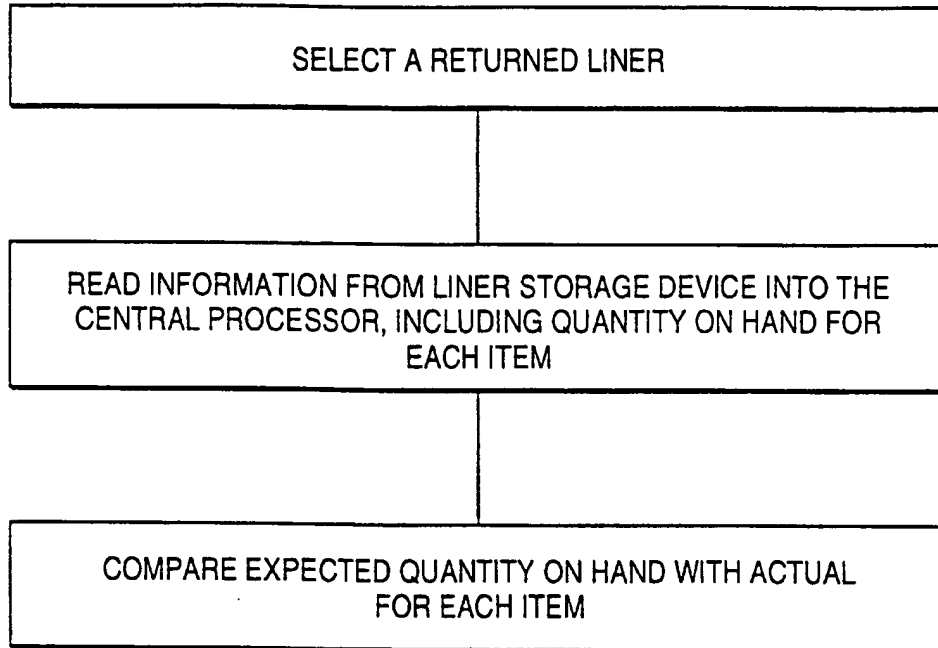 SELECT A RETURNED LINER
READ INFORMATION FROM LINER STORAGE DEVICE INTO THE
CENTRAL PROCESSOR, INCLUDING QUANTITY ON HAND FOR
EACH ITEM
COMPARE EXPECTED QUANTITY ON HAND WITH ACTUAL
FOR EACH ITEM